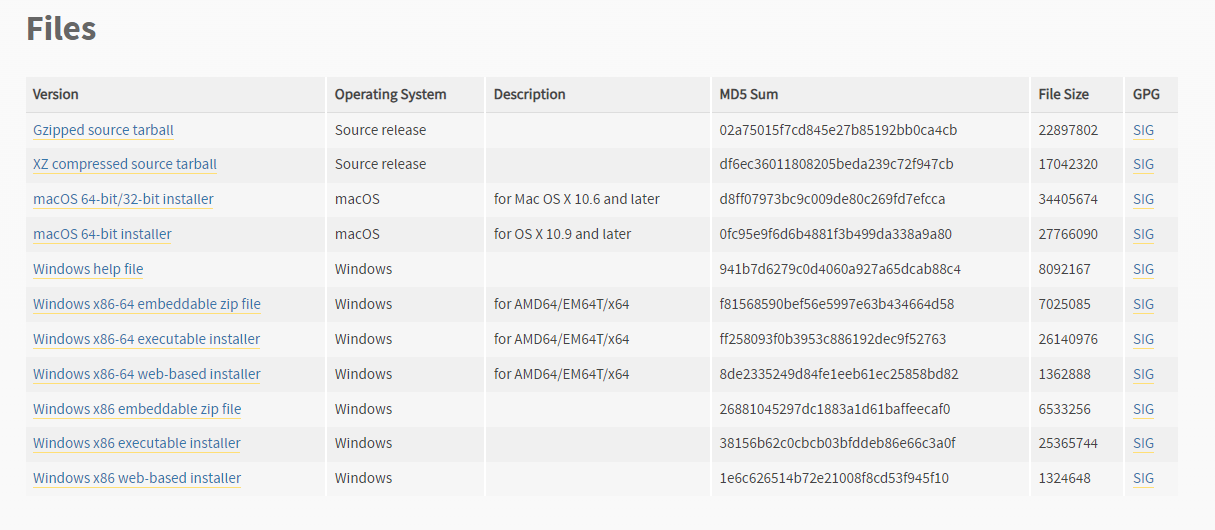 Files
Version Operating System Description MD5 Sum File Size GPG
Gzipped source tarball Source release 02a75015f7cd845e27b85192bb0ca4cb 22897802 SIG
XZ compressed source tarball Source release df6ec36011808205beda239c72f947cb 17042320 SIG
macOS 64-bit/32-bit installer macOS for Mac OS X 10.6 and later d8ff07973bc9c009de80c269fd7efcca 34405674 SIG
macOS 64-bit installer macOS for OS X 10.9 and later 0fc95e9f6d6b4881f3b499da338a9a80 27766090 SIG
Windows help file Windows 941b7d6279c0d4060a927a65dcab88c4 8092167 SIG
Windows x86-64 embeddable zip file Windows for AMD64/EM64T/x64 f81568590bef56e5997e63b434664d58 7025085 SIG
Windows x86-64 executable installer Windows for AMD64/EM64T/x64 ff258093f0b3953c886192dec9f52763 26140976 SIG
Windows x86-64 web-based installer Windows for AMD64/EM64T/x64 8de2335249d84fe1eeb61ec25858bd82 1362888 SIG
Windows x86 embeddable zip file Windows 26881045297dc1883a1d61baffeecaf0 6533256 SIG
Windows x86 executable installer Windows 38156b62c0cbcb03bfddeb86e66c3a0f 25365744 SIG
Windows x86 web-based installer Windows 1e6c626514b72e21008f8cd53f945f10 1324648 SIG